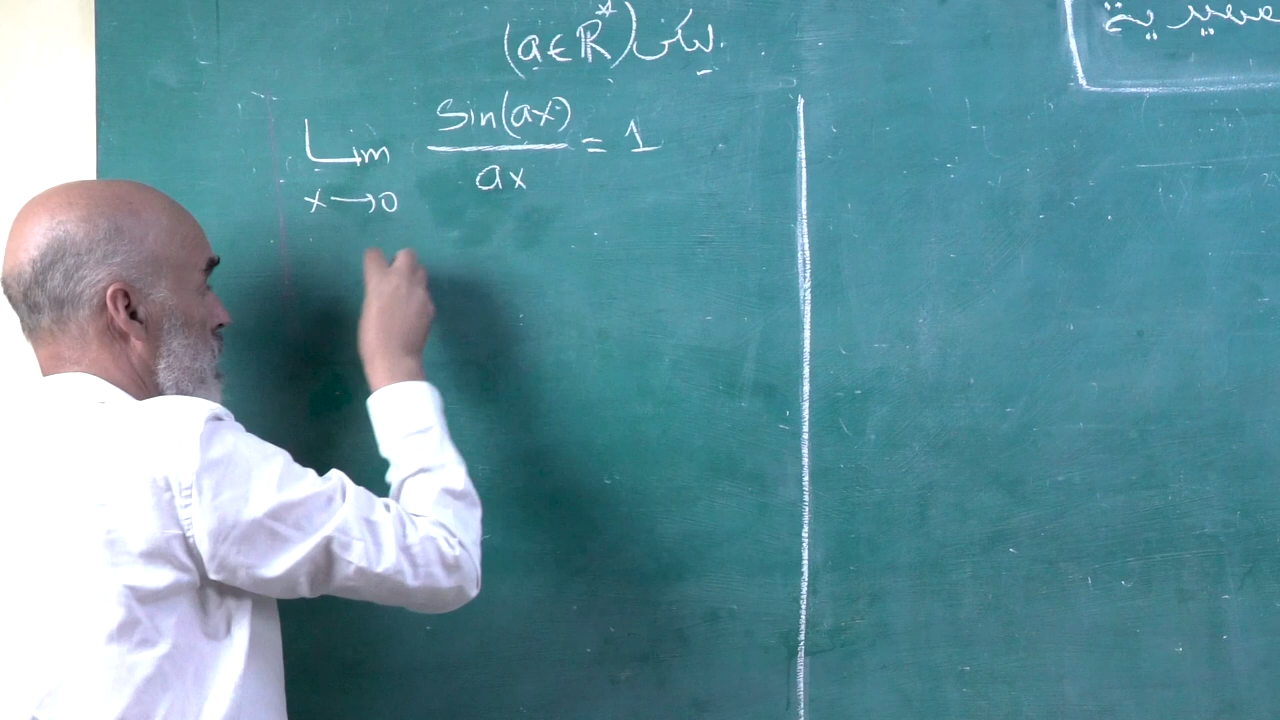 ليكن (a ∈ ℝ*)
Lim sin(ax)/ax = 1
x→0